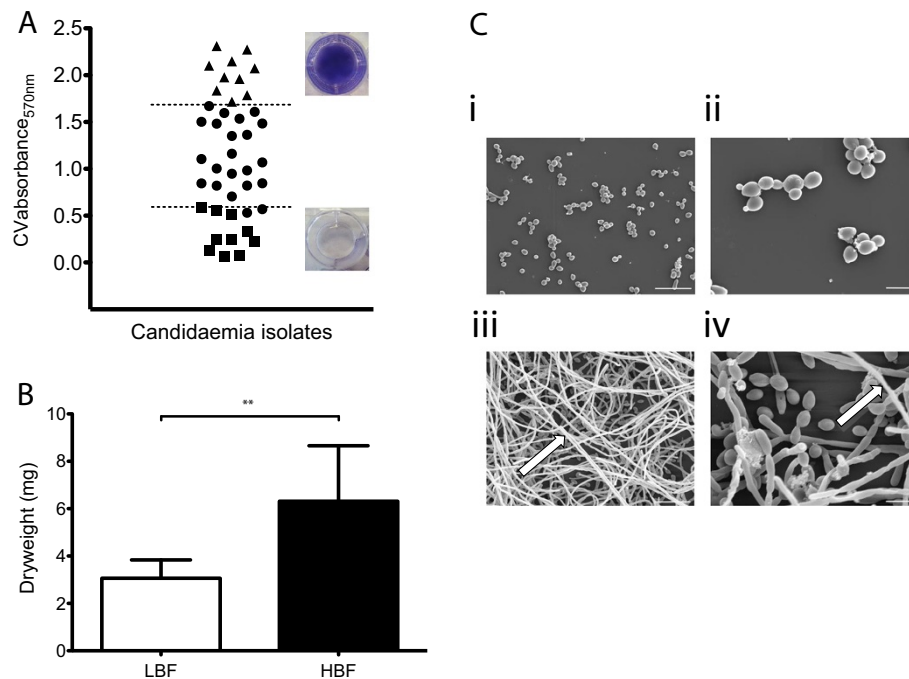 A
2.5
2.0
1.5
1.0
0.5
0.0
CVabsorbance570nm
Candidaemia isolates
B
10
8
6
4
2
0
Dryweight (mg)
**
LBF
HBF
C
i
ii
iii
iv